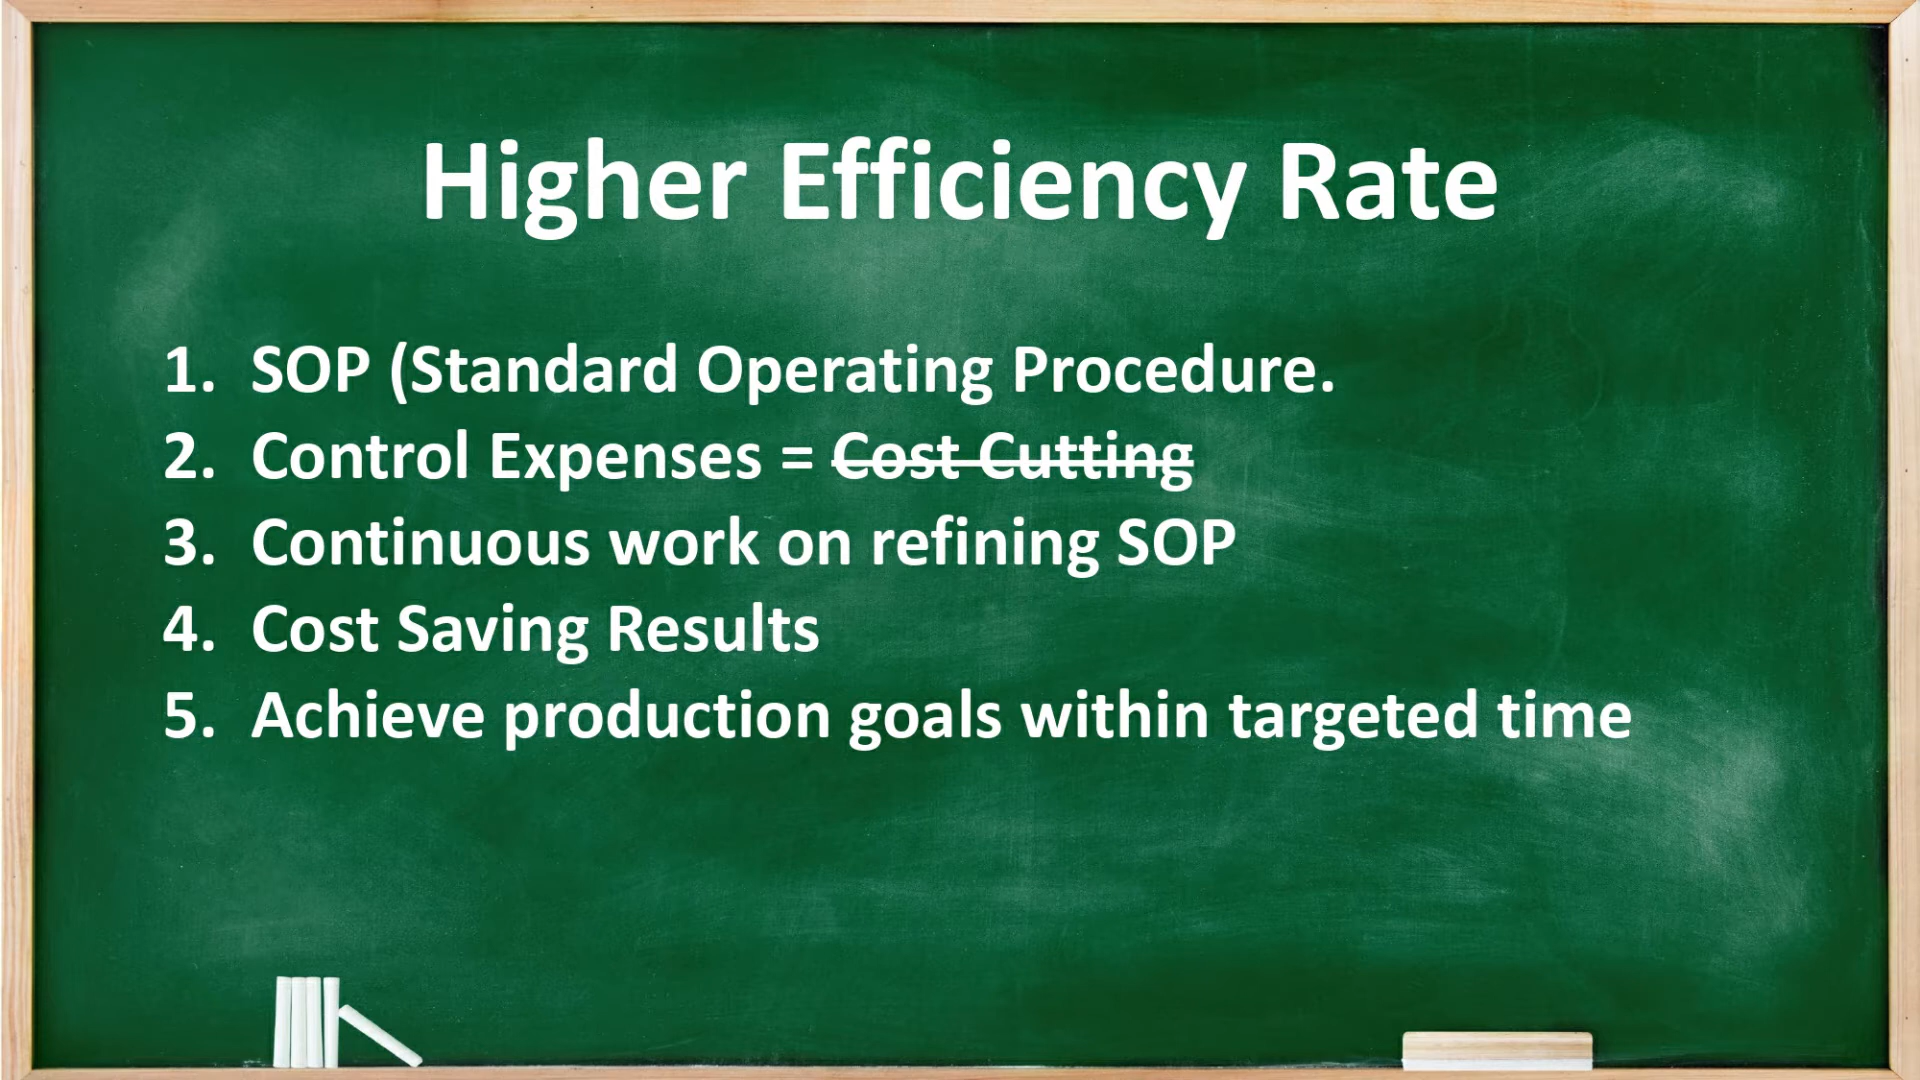 Higher Efficiency Rate
1. SOP (Standard Operating Procedure.
2. Control Expenses = Cost Cutting
3. Continuous work on refining SOP
4. Cost Saving Results
5. Achieve production goals within targeted time